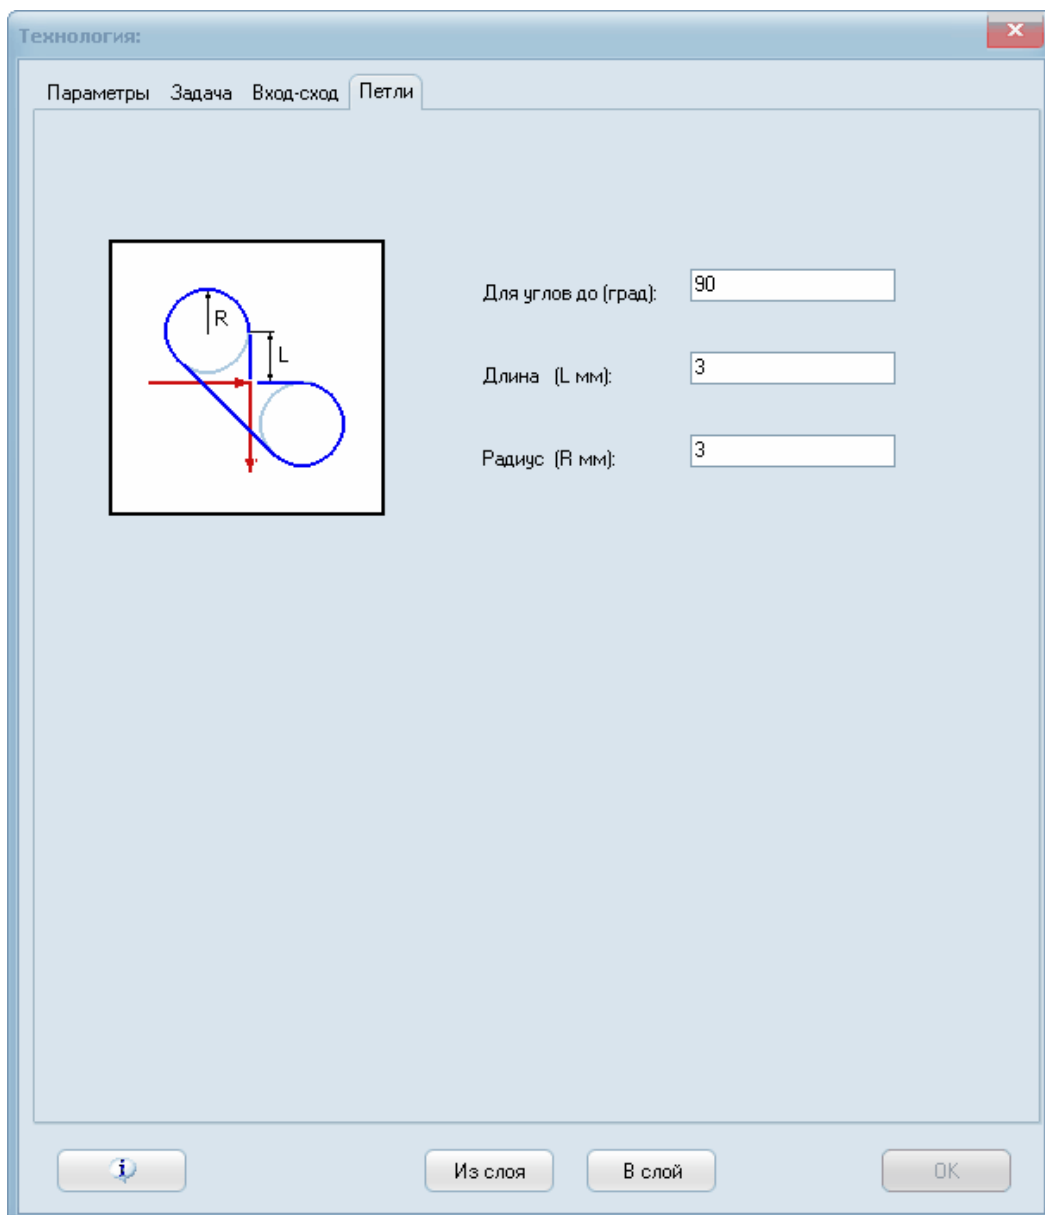 Технология:
Параметры Задача Вход-сход Петли
R
L
Для углов до (град): 90
Длина (L мм): 3
Радиус (R мм): 3
Из слоя В слой OK